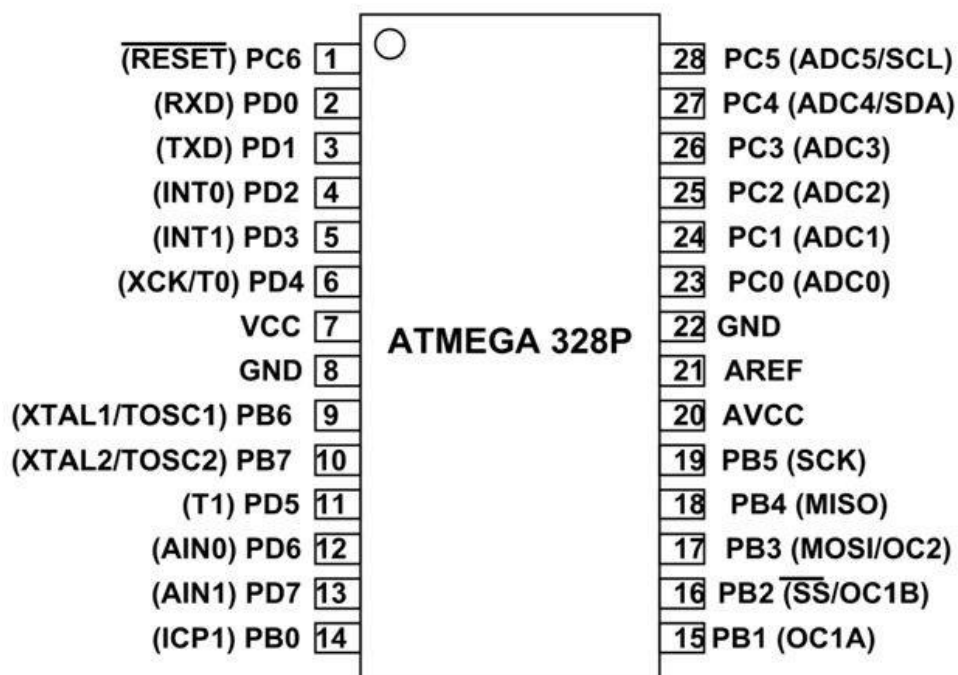 (RESET) PC6 1
(RXD) PD0 2
(TXD) PD1 3
(INT0) PD2 4
(INT1) PD3 5
(XCK/T0) PD4 6
VCC 7
GND 8
(XTAL1/TOSC1) PB6 9
(XTAL2/TOSC2) PB7 10
(T1) PD5 11
(AIN0) PD6 12
(AIN1) PD7 13
(ICP1) PB0 14
ATMEGA 328P
28 PC5 (ADC5/SCL)
27 PC4 (ADC4/SDA)
26 PC3 (ADC3)
25 PC2 (ADC2)
24 PC1 (ADC1)
23 PC0 (ADC0)
22 GND
21 AREF
20 AVCC
19 PB5 (SCK)
18 PB4 (MISO)
17 PB3 (MOSI/OC2)
16 PB2 (SS/OC1B)
15 PB1 (OC1A)